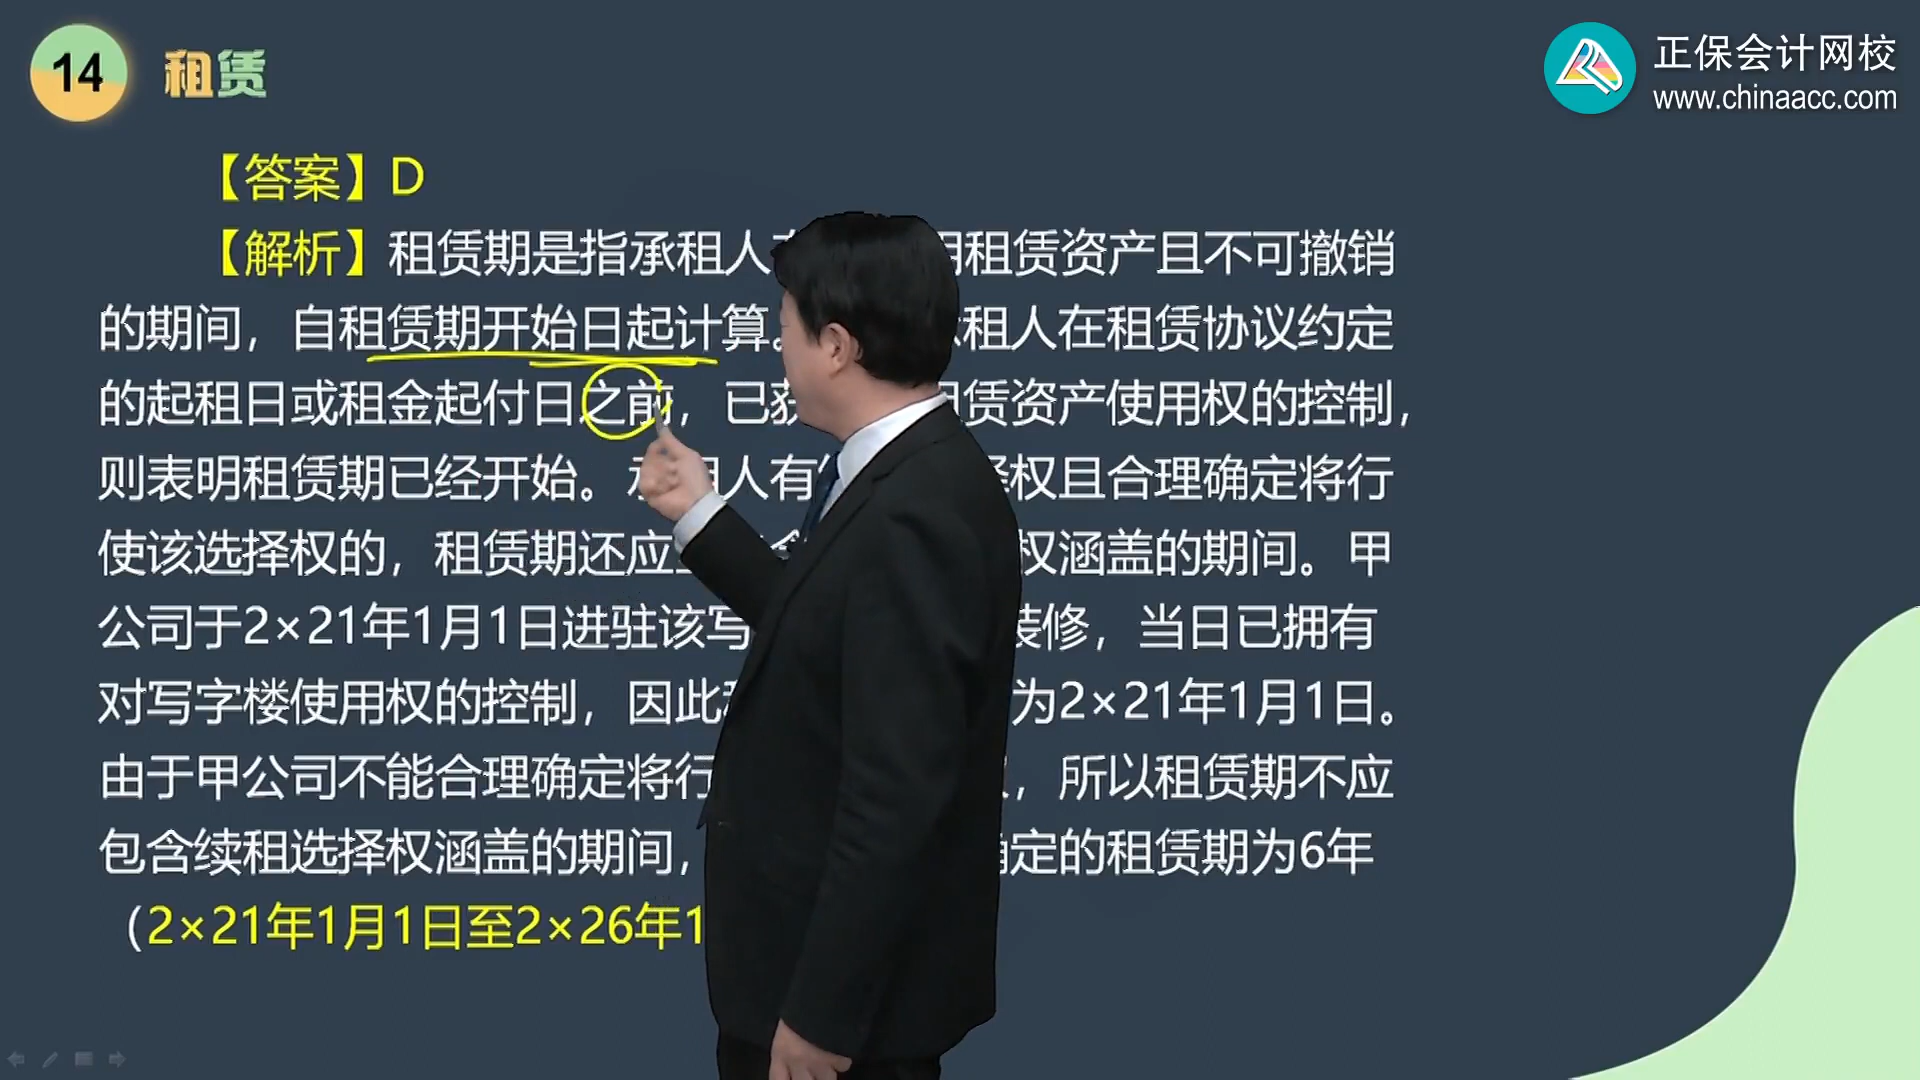 14 租赁
正保会计网校
www.chinaacc.com
【答案】D
【解析】租赁期是指承租人 租赁资产且不可撤销
的期间，自租赁期开始日起计算。 租人在租赁协议约定
的起租日或租金起付日之前，已获 赁资产使用权的控制，
则表明租赁期已经开始。 租人有 权且合理确定将行
使该选择权的，租赁期还应 权涵盖的期间。甲
公司于2×21年1月1日进驻该写 装修，当日已拥有
对写字楼使用权的控制，因此 为2×21年1月1日。
由于甲公司不能合理确定将行 ，所以租赁期不应
包含续租选择权涵盖的期间， 定的租赁期为6年
（2×21年1月1日至2×26年1